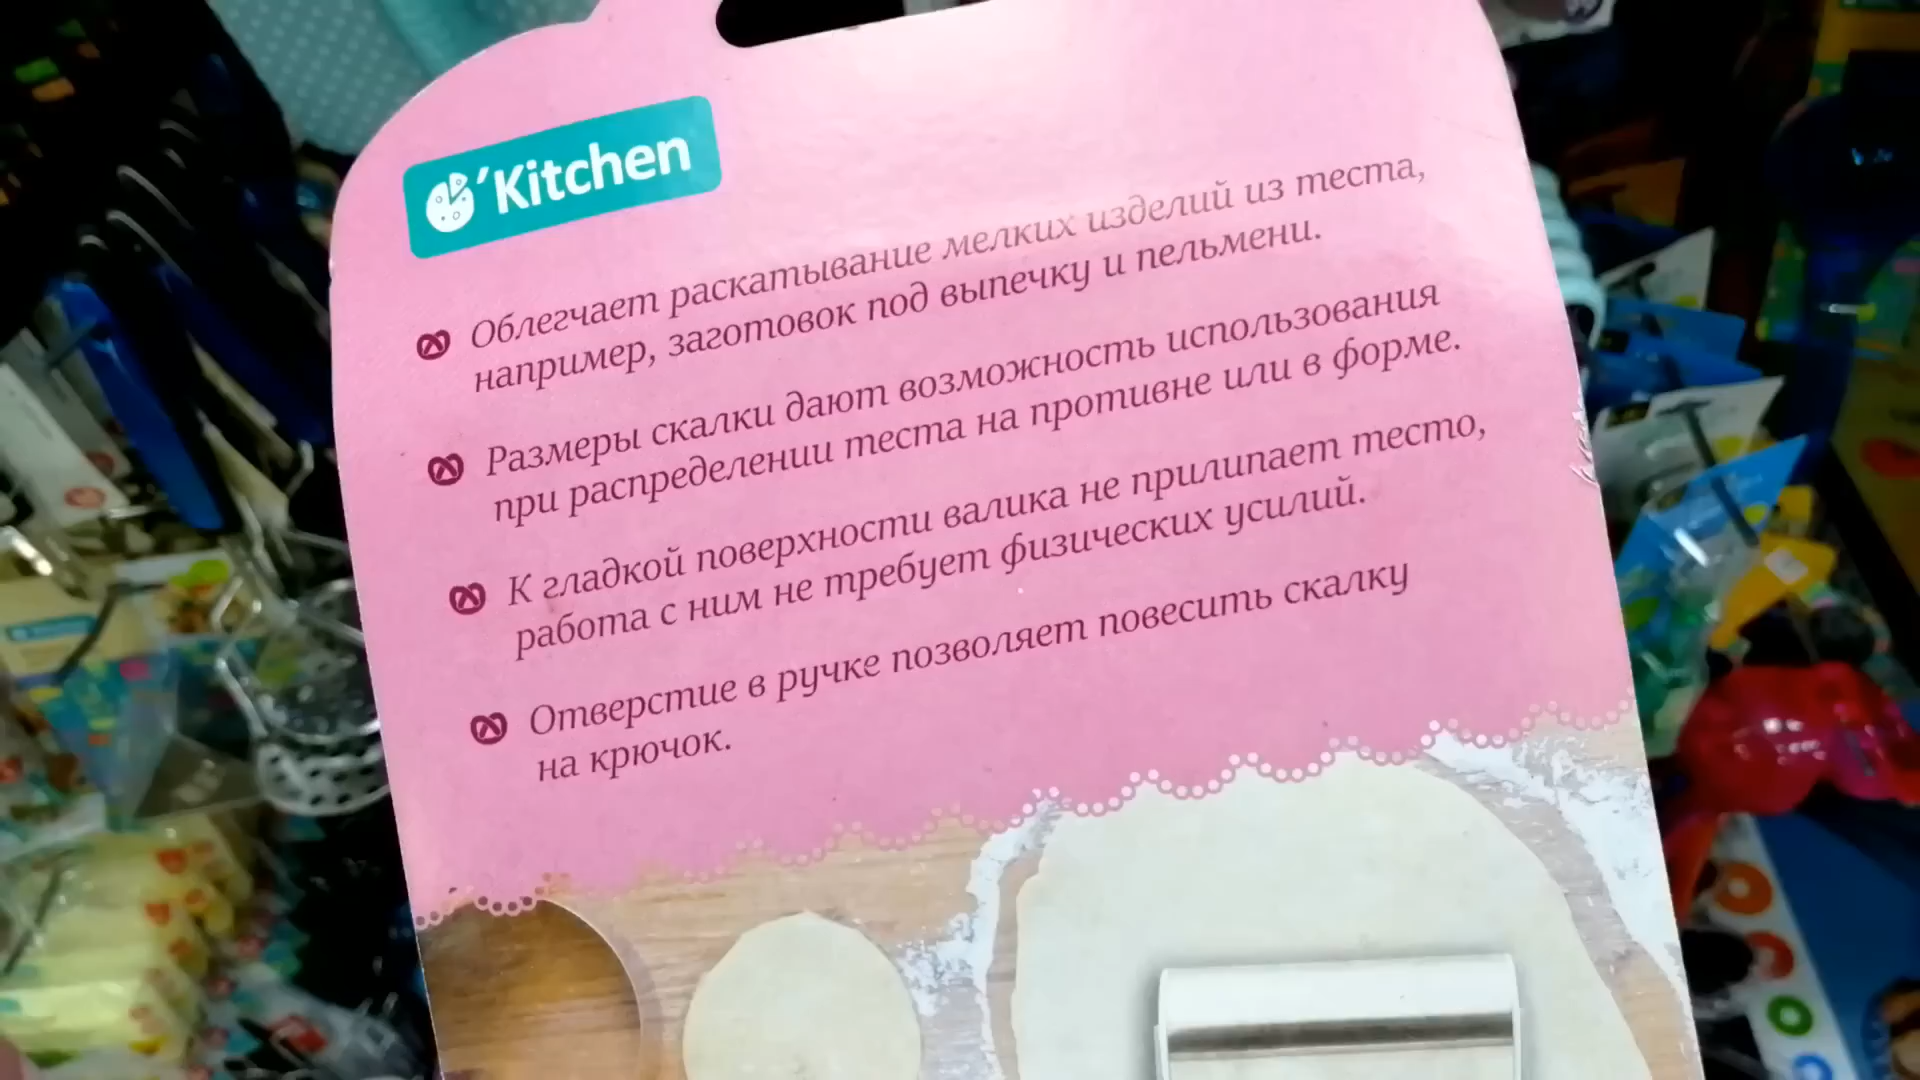 'Kitchen
Облегчает раскатывание мелких изделий из теста,
например, заготовок под выпечку и пельмени.
Размеры скалки дают возможность использования
при распределении теста на противне или в форме.
К гладкой поверхности валика не прилипает тесто,
работа с ним не требует физических усилий.
Отверстие в ручке позволяет повесить скалку
на крючок.